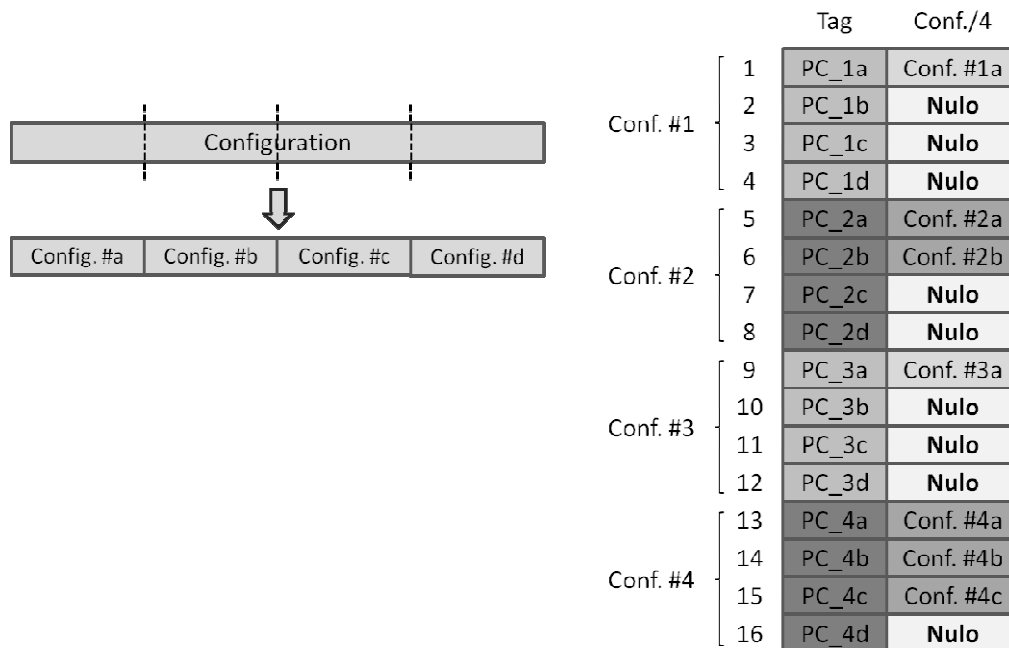 Configuration
Config. #a Config. #b Config. #c Config. #d
Tag Conf./4
Conf. #1
1 PC_1a Conf. #1a
2 PC_1b Nulo
3 PC_1c Nulo
4 PC_1d Nulo
Conf. #2
5 PC_2a Conf. #2a
6 PC_2b Conf. #2b
7 PC_2c Nulo
8 PC_2d Nulo
Conf. #3
9 PC_3a Conf. #3a
10 PC_3b Nulo
11 PC_3c Nulo
12 PC_3d Nulo
Conf. #4
13 PC_4a Conf. #4a
14 PC_4b Conf. #4b
15 PC_4c Conf. #4c
16 PC_4d Nulo